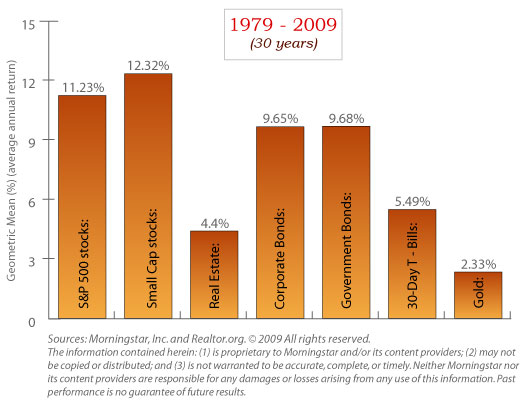 1979 - 2009
(30 years)
Geometric Mean (%) (average annual return)
15
12
9
6
3
0
11.23%
12.32%
4.4%
9.65%
9.68%
5.49%
2.33%
S&P 500 stocks:
Small Cap stocks:
Real Estate:
Corporate Bonds:
Government Bonds:
30-Day T - Bills:
Gold:
Sources: Morningstar, Inc. and Realtor.org. © 2009 All rights reserved.
The information contained herein: (1) is proprietary to Morningstar and/or its content providers; (2) may not
be copied or distributed; and (3) is not warranted to be accurate, complete, or timely. Neither Morningstar nor
its content providers are responsible for any damages or losses arising from any use of this information. Past
performance is no guarantee of future results.